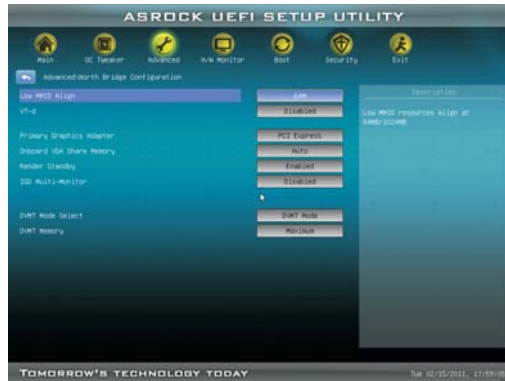 ASROCK UEFI SETUP UTILITY
Main OC Tweaker Advanced H/W Monitor Boot Security Exit
Advanced\North Bridge Configuration
Description
Low MMIO Align 64M
Low MMIO resources align at 64MB/1024MB
VT-d Disabled
Primary Graphics Adapter PCI Express
Onboard VGA Share Memory Auto
Render Standby Enabled
IGD Multi-Monitor Disabled
DVMT Mode Select DVMT Mode
DVMT Memory Maximum
TOMORROW'S TECHNOLOGY TODAY
Tue 02/15/2011, 17:59:05